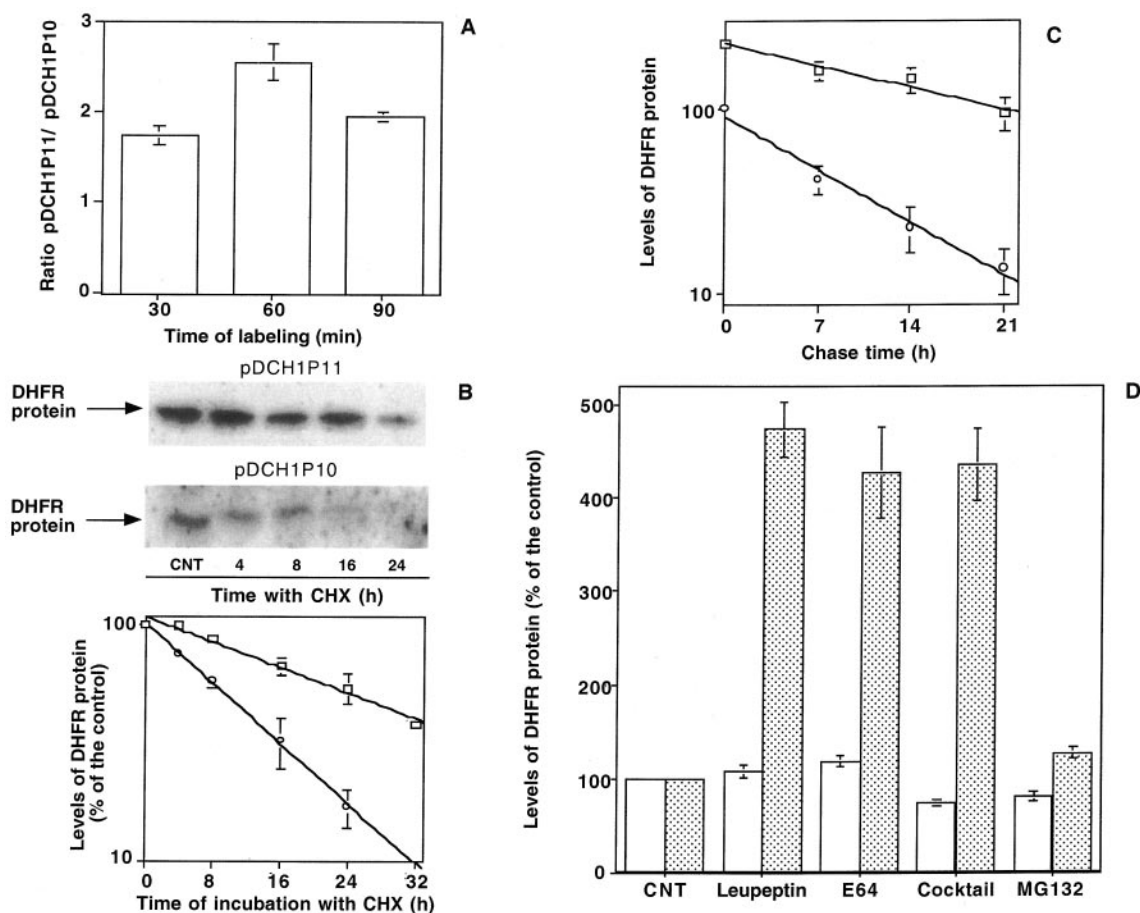 A
Ratio pDCH1P11/ pDCH1P10
3
2
1
0
30 60 90
Time of labeling (min)
B
pDCH1P11
DHFR
protein
pDCH1P10
DHFR
protein
CNT 4 8 16 24
Time with CHX (h)
Levels of DHFR protein
(% of the control)
100
10
0 8 16 24 32
Time of incubation with CHX (h)
C
Levels of DHFR protein
100
10
0 7 14 21
Chase time (h)
D
Levels of DHFR protein (% of the control)
500
400
300
200
100
0
CNT Leupeptin E64 Cocktail MG132